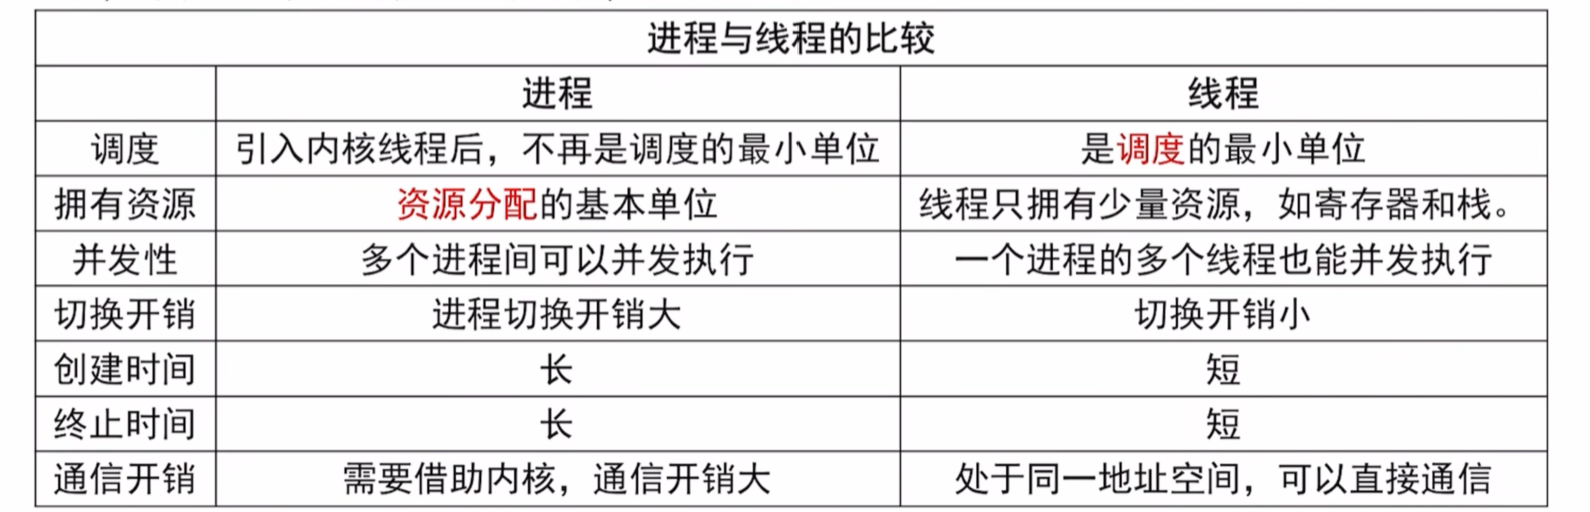 进程与线程的比较
进程 线程
调度 引入内核线程后，不再是调度的最小单位 是调度的最小单位
拥有资源 资源分配的基本单位 线程只拥有少量资源，如寄存器和栈。
并发性 多个进程间可以并发执行 一个进程的多个线程也能并发执行
切换开销 进程切换开销大 切换开销小
创建时间 长 短
终止时间 长 短
通信开销 需要借助内核，通信开销大 处于同一地址空间，可以直接通信